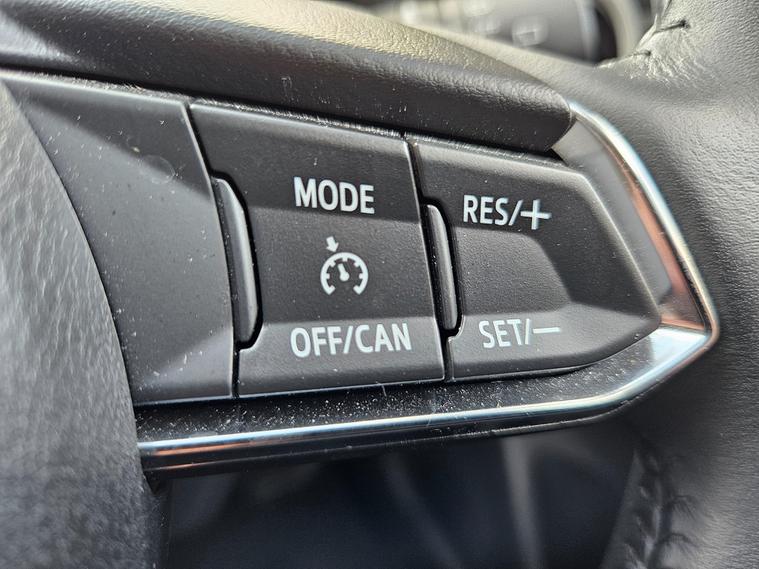 MODE
RES/+
OFF/CAN
SET/—